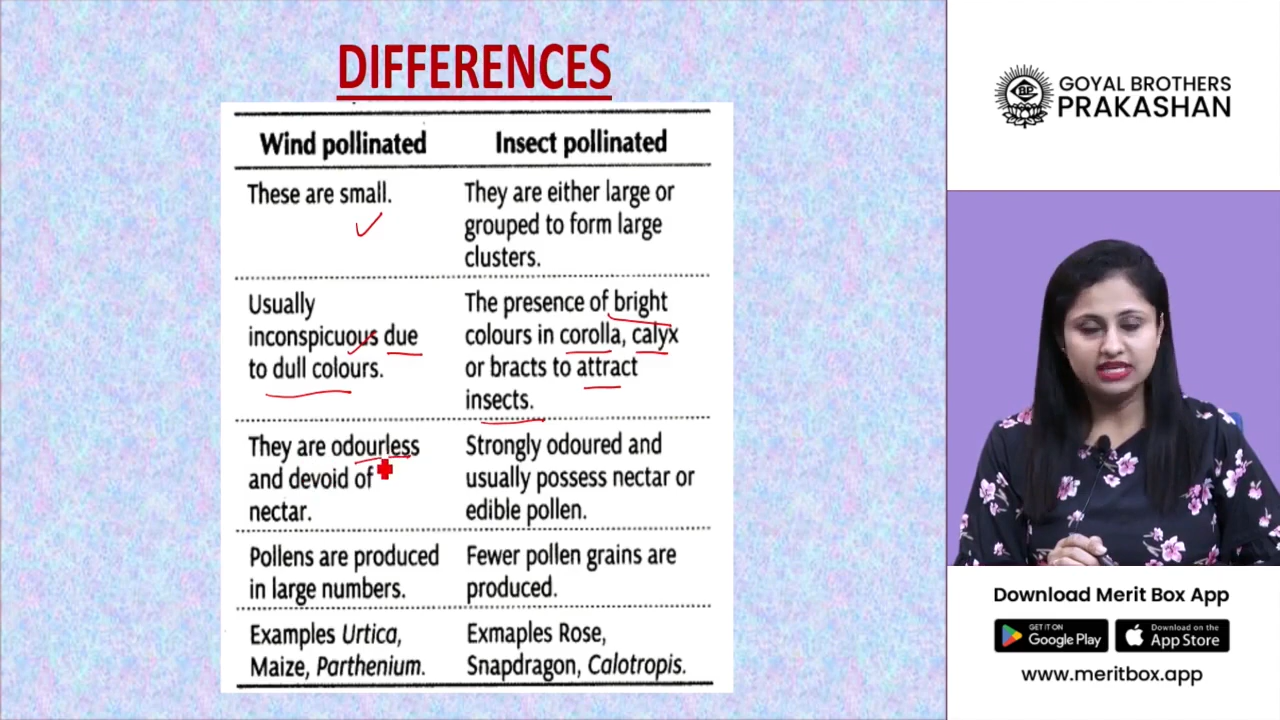 DIFFERENCES
Wind pollinated
Insect pollinated
These are small.
They are either large or
grouped to form large
clusters.
Usually
inconspicuous due
to dull colours.
The presence of bright
colours in corolla, calyx
or bracts to attract
insects.
They are odourless
and devoid of
nectar.
Strongly odoured and
usually possess nectar or
edible pollen.
Pollens are produced
in large numbers.
Fewer pollen grains are
produced.
Examples Urtica,
Maize, Parthenium.
Exmaples Rose,
Snapdragon, Calotropis.
GBP
GOYAL BROTHERS
PRAKASHAN
Download Merit Box App
GET IT ON
Google Play
Download on the
App Store
www.meritbox.app